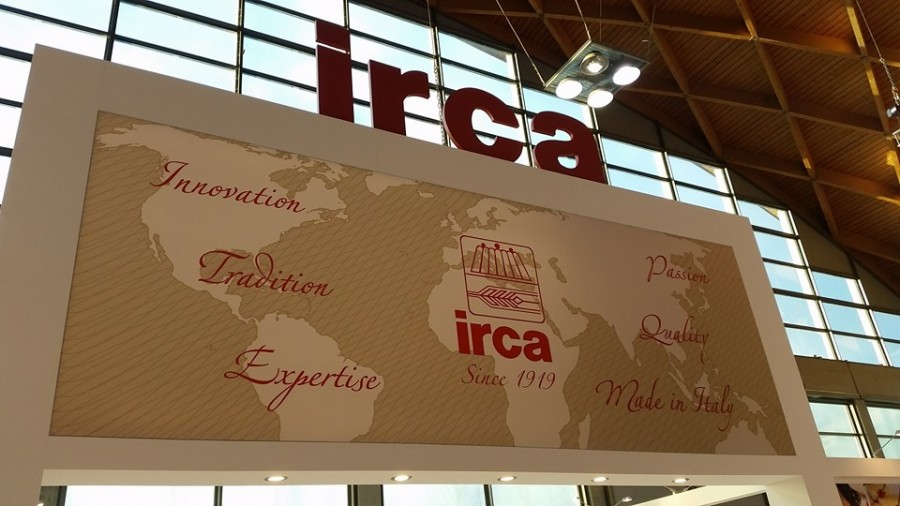 irca
Innovation
Tradition
Expertise
irca
Since 1919
Passion
Quality
Made in Italy